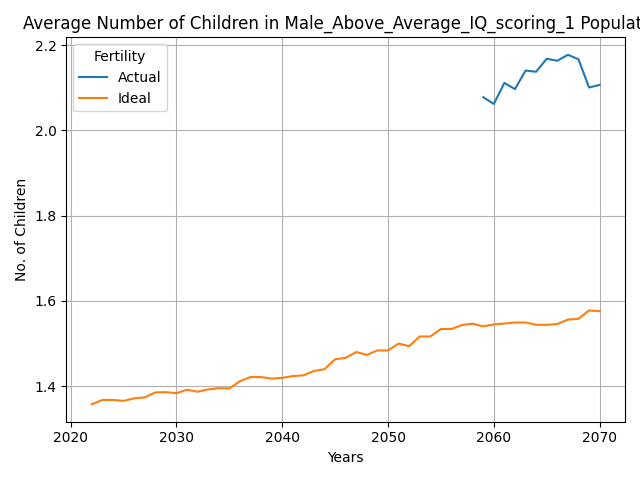 Average Number of Children in Male_Above_Average_IQ_scoring_1 Populat
Fertility
Actual
Ideal
2.2
2.0
1.8
1.6
1.4
No. of Children
2020 2030 2040 2050 2060 2070
Years